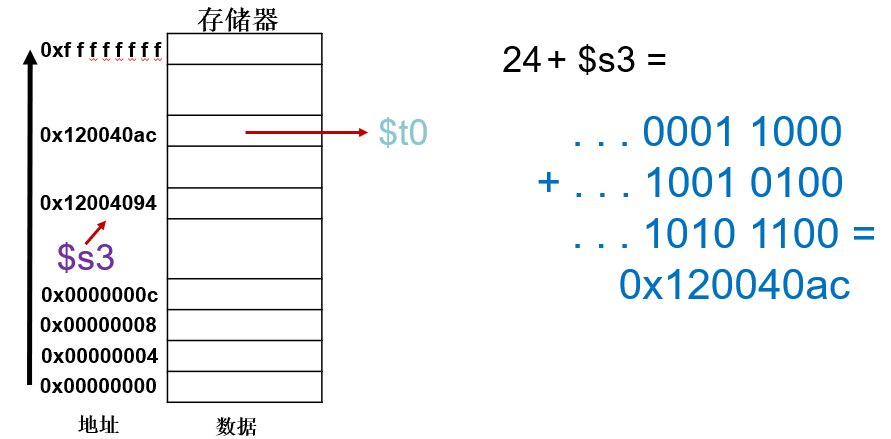 存储器
0xf f f f f f f f
0x120040ac
$t0
0x12004094
$s3
0x0000000c
0x00000008
0x00000004
0x00000000
地址
数据
24 + $s3 =
. . . 0001 1000
+ . . . 1001 0100
. . . 1010 1100 =
0x120040ac